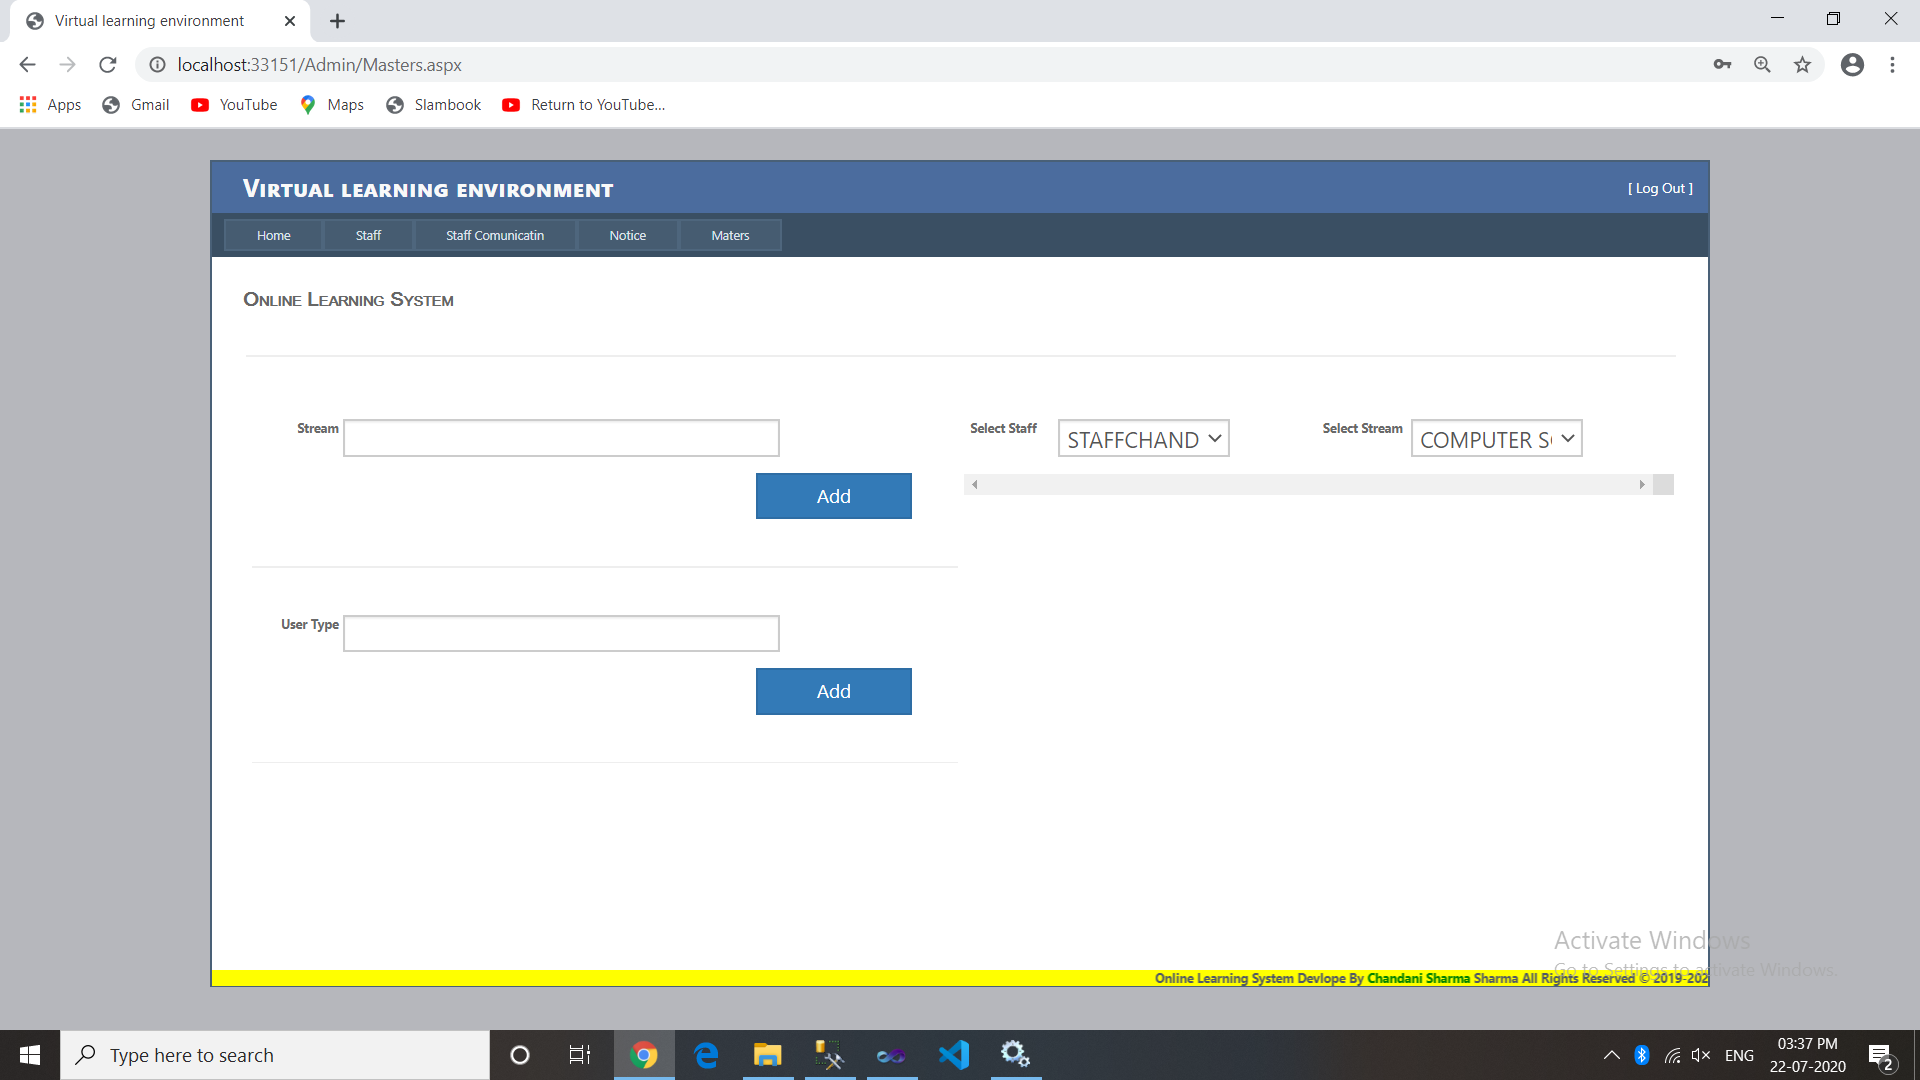 Virtual learning environment
localhost:33151/Admin/Masters.aspx
Apps Gmail YouTube Maps Slambook Return to YouTube...
Virtual learning environment
[ Log Out ]
Home Staff Staff Comunicatin Notice Maters
Online Learning System
Stream
Select Staff STAFFCHAND Select Stream COMPUTER S
Add
User Type
Add
Activate Windows
Go to Settings to activate Windows.
Online Learning System Devlope By Chandani Sharma Sharma All Rights Reserved © 2019-202
Type here to search
ENG
03:37 PM
22-07-2020
2